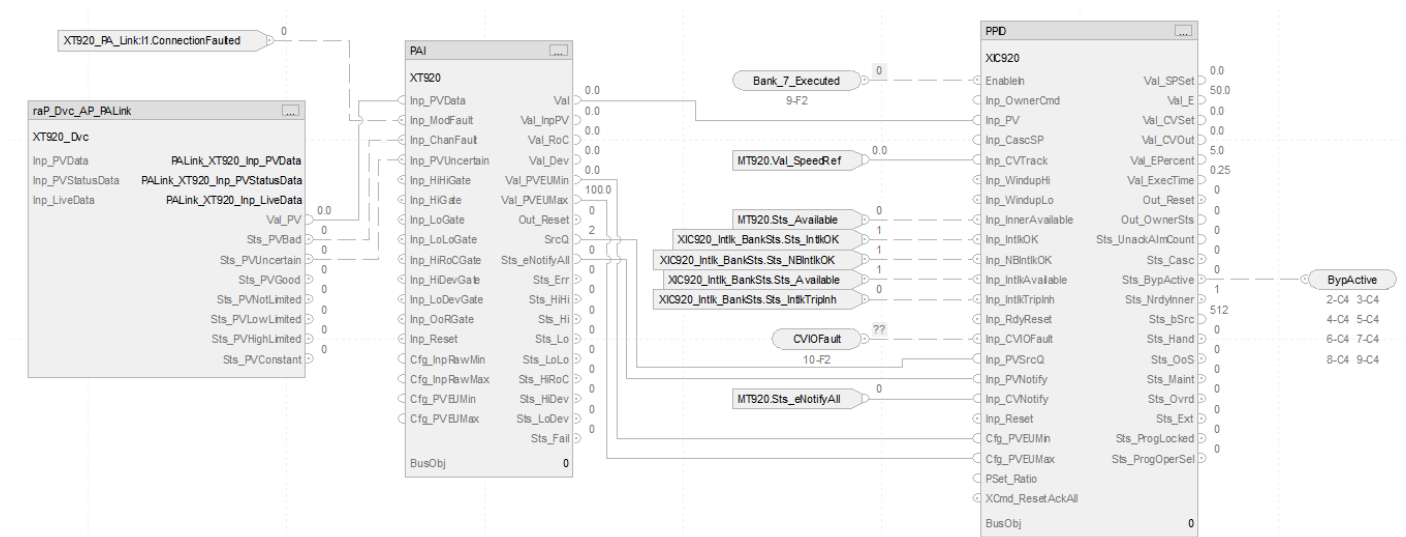 XT920_PA_Link:I1.ConnectionFaulted
0
raP_Dvc_AP_PALink
...
XT920_Dvc
Inp_PVData PALink_XT920_Inp_PVData
Inp_PVStatusData PALink_XT920_Inp_PVStatusData
Inp_LiveData PALink_XT920_Inp_LiveData
Val_PV 0.0
Sts_PVBad 0
Sts_PVUncertain 0
Sts_PVGood 0
Sts_PVNotLimited 0
Sts_PVLowLimited 0
Sts_PVHighLimited 0
Sts_PVConstant 0
PAI
...
XT920
Inp_PVData Val 0.0
Inp_ModFault Val_InpPV 0.0
Inp_ChanFault Val_RoC 0.0
Inp_PVUncertain Val_Dev 0.0
Inp_HiHiGate Val_PVEUMin 0.0
Inp_HiGate Val_PVEUMax 100.0
Inp_LoGate Out_Reset 0
Inp_LoLoGate SrcQ 2
Inp_HiRoCGate Sts_eNotifyAll 0
Inp_HiDevGate Sts_Err 0
Inp_LoDevGate Sts_HiHi 0
Inp_OoRGate Sts_Hi 0
Inp_Reset Sts_Lo 0
Cfg_InpRawMin Sts_LoLo 0
Cfg_InpRawMax Sts_HiRoC 0
Cfg_PVEUMin Sts_HiDev 0
Cfg_PVEUMax Sts_LoDev 0
Sts_Fail 0
BusObj 0
Bank_7_Executed 0
9-F2
MT920.Val_SpeedRef 0.0
MT920.Sts_Available 0
XIC920_Intlk_BankSts.Sts_IntlkOK 1
XIC920_Intlk_BankSts.Sts_NBIntlkOK 1
XIC920_Intlk_BankSts.Sts_Available 1
XIC920_Intlk_BankSts.Sts_IntlkTripInh 0
CVIOFault ??
10-F2
MT920.Sts_eNotifyAll 0
PPID
...
XIC920
EnableIn Val_SPSet 0.0
Inp_OwnerCmd Val_E 50.0
Inp_PV Val_CVSet 0.0
Inp_CascSP Val_CVOut 0.0
Inp_CVTrack Val_EPercent 5.0
Inp_WindupHi Val_ExecTime 0.25
Inp_WindupLo Out_Reset 0
Inp_InnerAvailable Out_OwnerSts 0
Inp_IntlkOK Sts_UnackAlmCount 0
Inp_NBIntlkOK Sts_Casc 0
Inp_IntlkAvailable Sts_BypActive 0
Inp_IntlkTripInh Sts_NrdyInner 1
Inp_RdyReset Sts_bSrc 512
Inp_CVIOFault Sts_Hand 0
Inp_PVSrcQ Sts_OoS 0
Inp_PVNotify Sts_Maint 0
Inp_CVNotify Sts_Ovrd 0
Inp_Reset Sts_Ext 0
Cfg_PVEUMin Sts_ProgLocked 0
Cfg_PVEUMax Sts_ProgOperSel 0
PSet_Ratio
XCmd_ResetAckAll
BusObj 0
BypActive
2-C4 3-C4
4-C4 5-C4
6-C4 7-C4
8-C4 9-C4